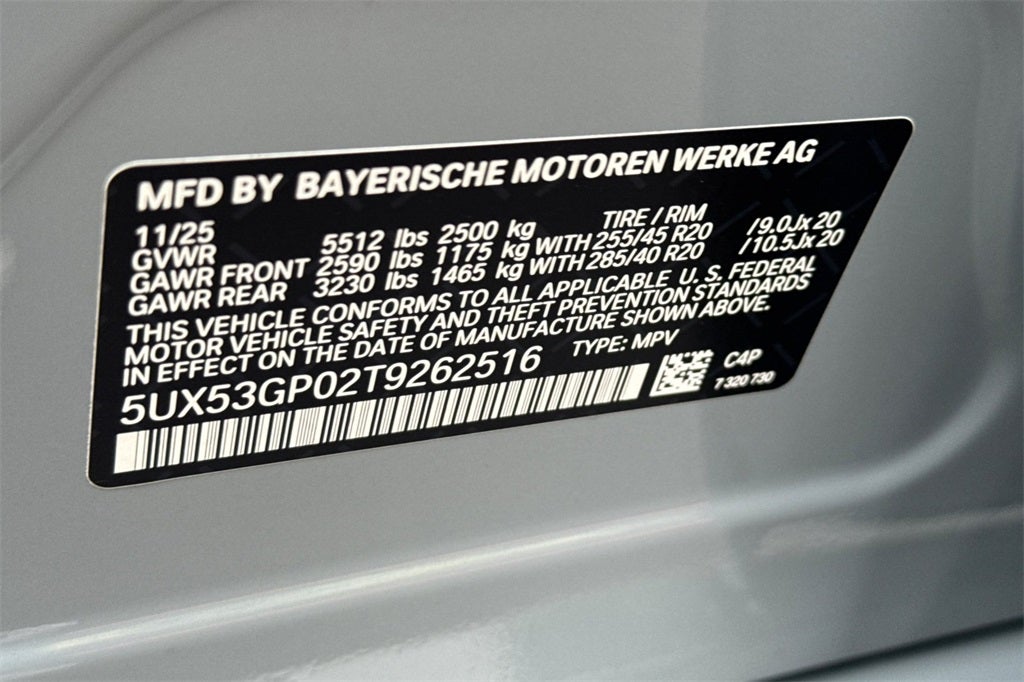 MFD BY BAYERISCHE MOTOREN WERKE AG
11/25 TIRE / RIM
GVWR 5512 lbs 2500 kg
GAWR FRONT 2590 lbs 1175 kg WITH 255/45 R20 /9.0Jx20
GAWR REAR 3230 lbs 1465 kg WITH 285/40 R20 /10.5Jx20
THIS VEHICLE CONFORMS TO ALL APPLICABLE U. S. FEDERAL
MOTOR VEHICLE SAFETY AND THEFT PREVENTION STANDARDS
IN EFFECT ON THE DATE OF MANUFACTURE SHOWN ABOVE.
5UX53GP02T9262516 TYPE: MPV
C4P
7 320 730